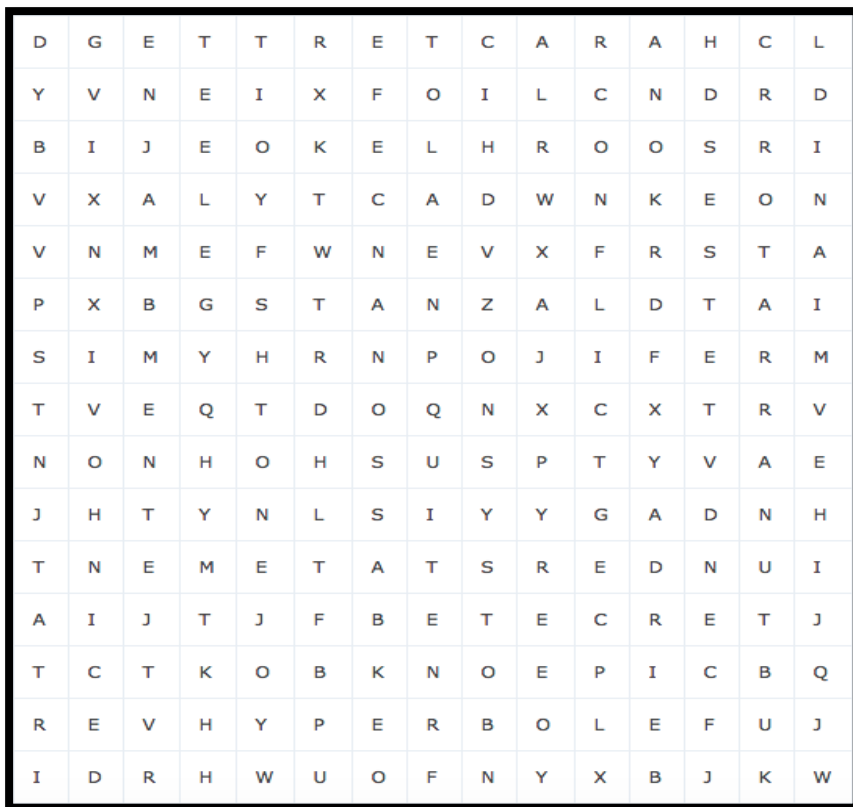 D G E T T R E T C A R A H C L
Y V N E I X F O I L C N D R D
B I J E O K E L H R O O S R I
V X A L Y T C A D W N K E O N
V N M E F W N E V X F R S T A
P X B G S T A N Z A L D T A I
S I M Y H R N P O J I F E R M
T V E Q T D O Q N X C X T R V
N O N H O H S U S P T Y V A E
J H T Y N L S I Y Y G A D N H
T N E M E T A T S R E D N U I
A I J T J F B E T E C R E T J
T C T K O B K N O E P I C B Q
R E V H Y P E R B O L E F U J
I D R H W U O F N Y X B J K W